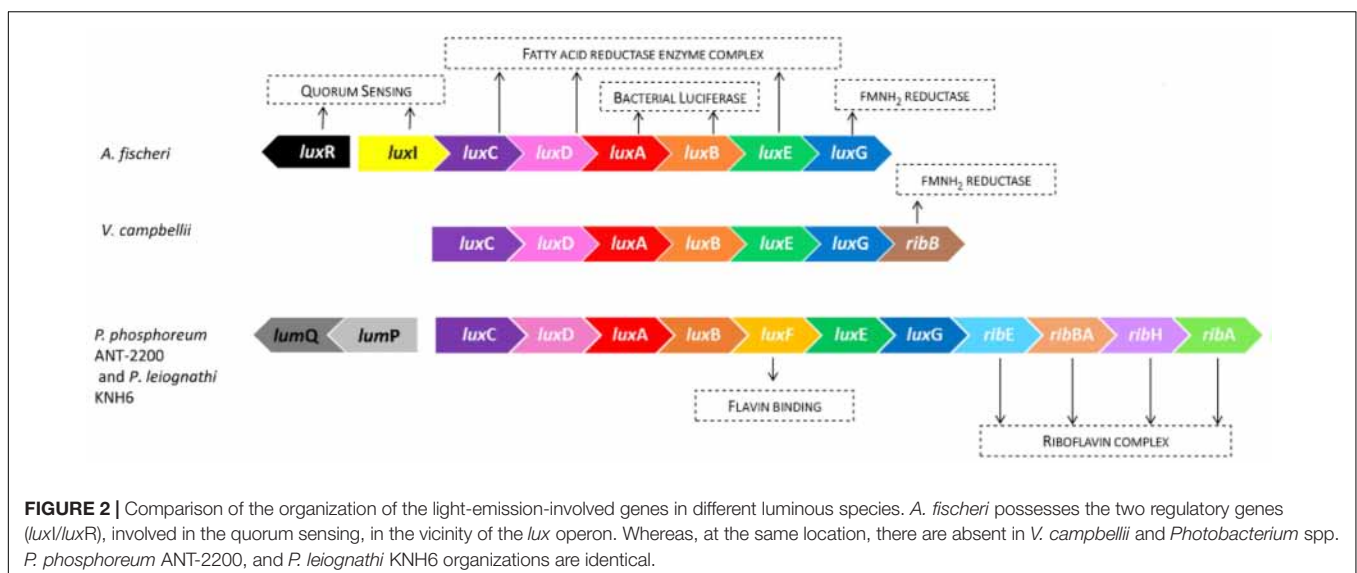 FATTY ACID REDUCTASE ENZYME COMPLEX
QUORUM SENSING
BACTERIAL LUCIFERASE
FMNH2 REDUCTASE
A. fischeri
luxR luxI luxC luxD luxA luxB luxE luxG
FMNH2 REDUCTASE
V. campbellii
luxC luxD luxA luxB luxE luxG ribB
P. phosphoreum
ANT-2200
and P. leiognathi
KNH6
lumQ lumP luxC luxD luxA luxB luxF luxE luxG ribE ribBA ribH ribA
FLAVIN BINDING
RIBOFLAVIN COMPLEX
FIGURE 2 | Comparison of the organization of the light-emission-involved genes in different luminous species. A. fischeri possesses the two regulatory genes
(luxI/luxR), involved in the quorum sensing, in the vicinity of the lux operon. Whereas, at the same location, there are absent in V. campbellii and Photobacterium spp.
P. phosphoreum ANT-2200, and P. leiognathi KNH6 organizations are identical.